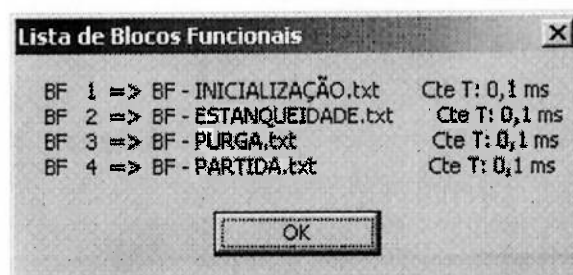 Lista de Blocos Funcionais
BF 1 => BF - INICIALIZAÇÃO.txt Cte T: 0,1 ms
BF 2 => BF - ESTANQUEIDADE.txt Cte T: 0,1 ms
BF 3 => BF - PURGA.txt Cte T: 0,1 ms
BF 4 => BF - PARTIDA.txt Cte T: 0,1 ms
OK